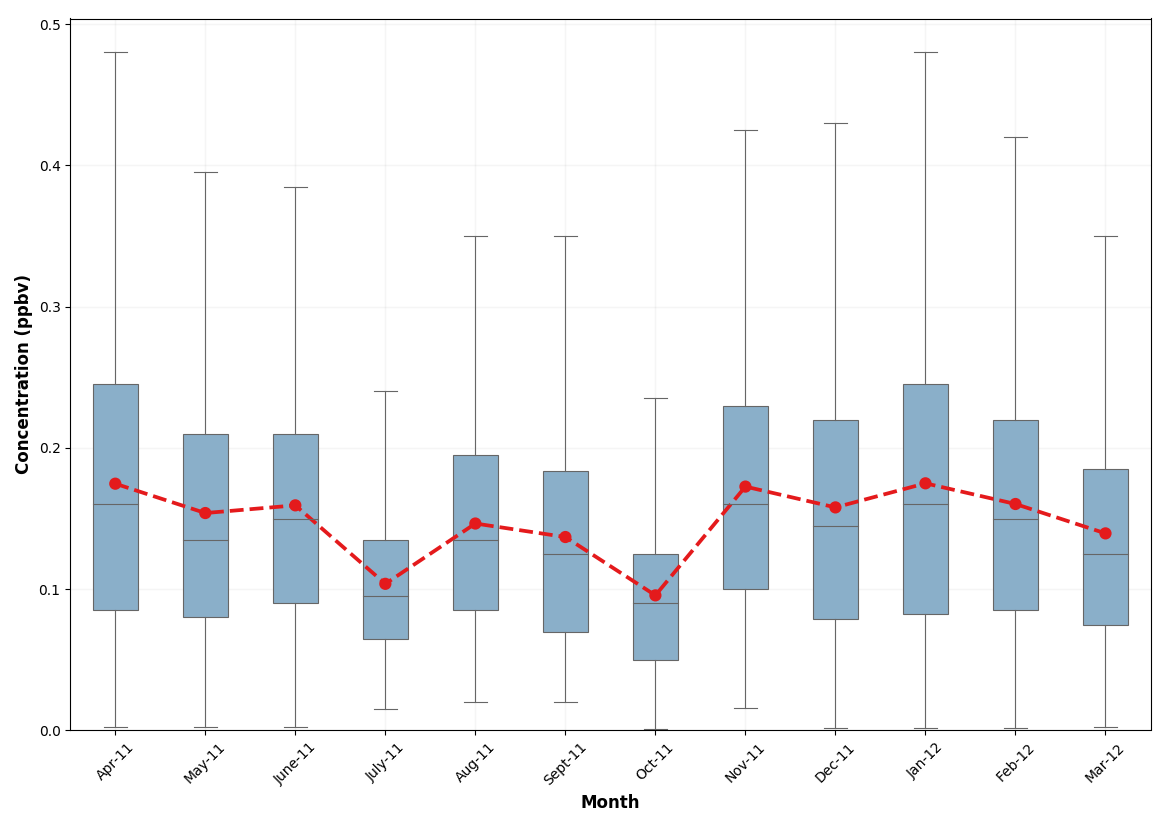 0.5
0.4
0.3
0.2
0.1
0.0
Concentration (ppbv)
Apr-11
May-11
June-11
July-11
Aug-11
Sept-11
Oct-11
Nov-11
Dec-11
Jan-12
Feb-12
Mar-12
Month